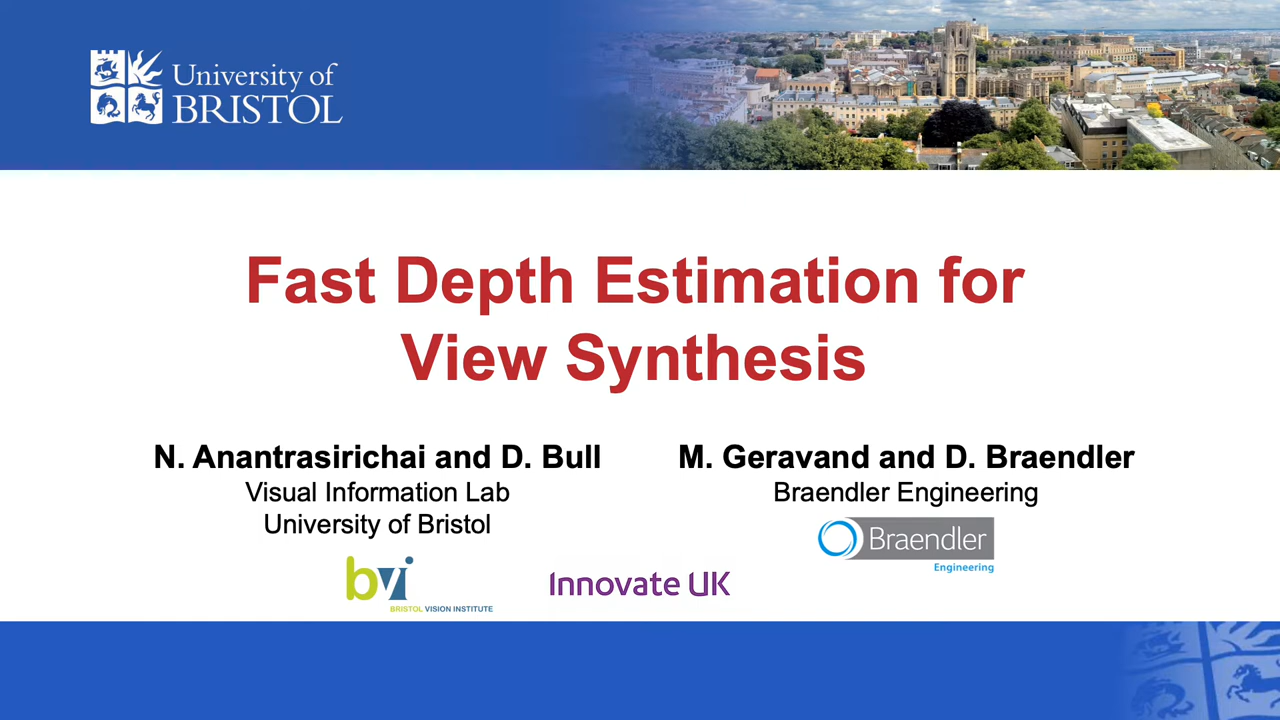 University of
BRISTOL
Fast Depth Estimation for
View Synthesis
N. Anantrasirichai and D. Bull
Visual Information Lab
University of Bristol
bvi
BRISTOL VISION INSTITUTE
Innovate UK
M. Geravand and D. Braendler
Braendler Engineering
Braendler
Engineering